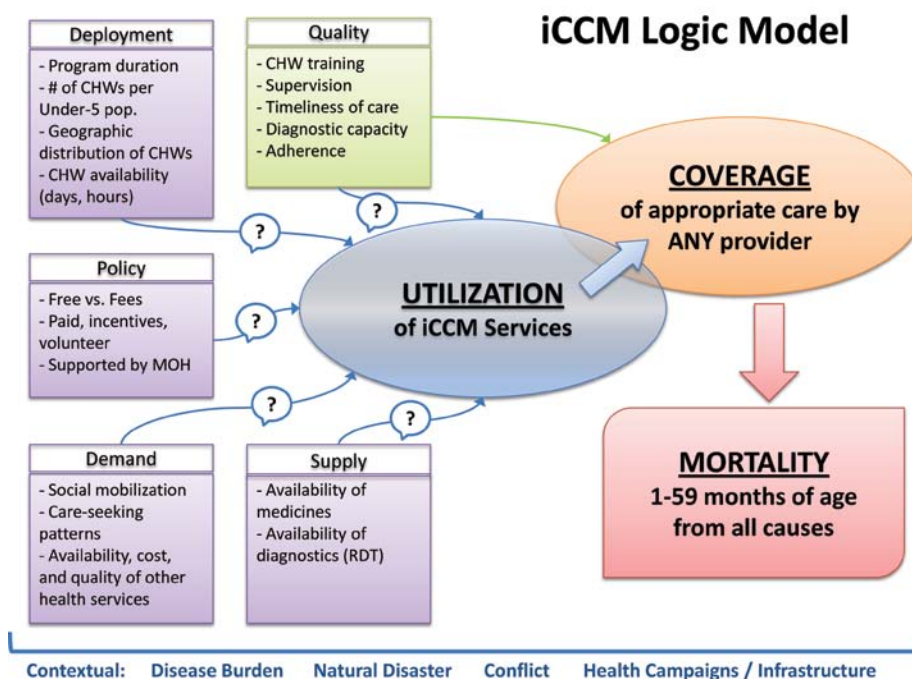 iCCM Logic Model
Deployment
- Program duration
- # of CHWs per
Under-5 pop.
- Geographic
distribution of CHWs
- CHW availability
(days, hours)
Quality
- CHW training
- Supervision
- Timeliness of care
- Diagnostic capacity
- Adherence
?
?
COVERAGE
of appropriate care by
ANY provider
Policy
- Free vs. Fees
- Paid, incentives,
volunteer
- Supported by MOH
?
UTILIZATION
of iCCM Services
?
?
Demand
- Social mobilization
- Care-seeking
patterns
- Availability, cost,
and quality of other
health services
Supply
- Availability of
medicines
- Availability of
diagnostics (RDT)
MORTALITY
1-59 months of age
from all causes
Contextual: Disease Burden Natural Disaster Conflict Health Campaigns / Infrastructure